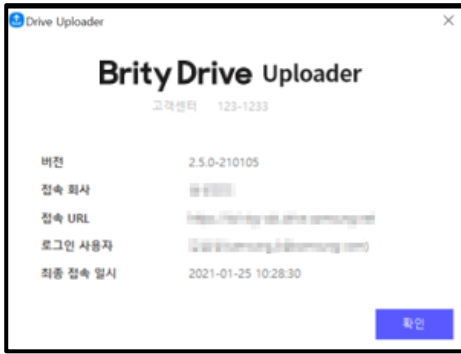 Drive Uploader
Brity Drive Uploader
고객센터 123-1233
버전 2.5.0-210105
접속 회사
접속 URL
로그인 사용자
최종 접속 일시 2021-01-25 10:28:30
확인